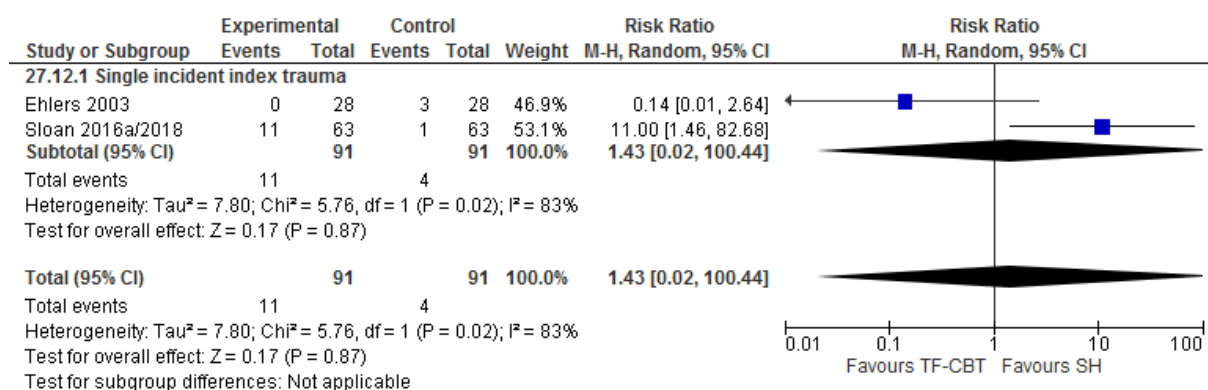 Experimental Control Risk Ratio Risk Ratio
Study or Subgroup Events Total Events Total Weight M-H, Random, 95% CI M-H, Random, 95% CI
27.12.1 Single incident index trauma
Ehlers 2003 0 28 3 28 46.9% 0.14 [0.01, 2.64]
Sloan 2016a/2018 11 63 1 63 53.1% 11.00 [1.46, 82.68]
Subtotal (95% CI) 91 91 100.0% 1.43 [0.02, 100.44]
Total events 11 4
Heterogeneity: Tau² = 7.80; Chi² = 5.76, df = 1 (P = 0.02); I² = 83%
Test for overall effect: Z = 0.17 (P = 0.87)
Total (95% CI) 91 91 100.0% 1.43 [0.02, 100.44]
Total events 11 4
Heterogeneity: Tau² = 7.80; Chi² = 5.76, df = 1 (P = 0.02); I² = 83%
Test for overall effect: Z = 0.17 (P = 0.87)
Test for subgroup differences: Not applicable
0.01 0.1 1 10 100
Favours TF-CBT Favours SH